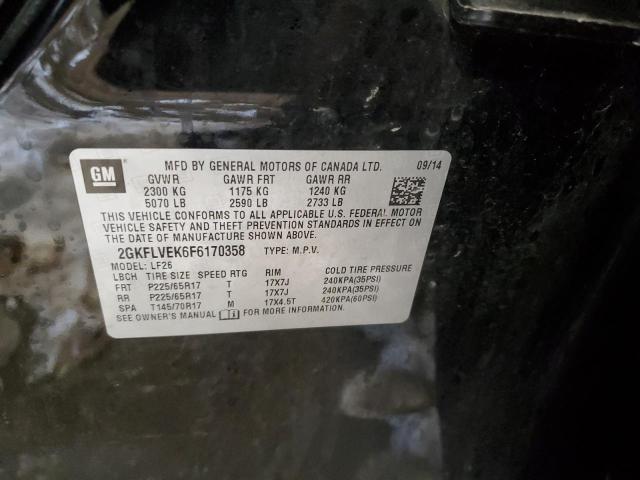 GM
MFD BY GENERAL MOTORS OF CANADA LTD. 09/14
GVWR GAWR FRT GAWR RR
2300 KG 1175 KG 1240 KG
5070 LB 2590 LB 2733 LB
THIS VEHICLE CONFORMS TO ALL APPLICABLE U.S. FEDERAL MOTOR
VEHICLE SAFETY AND THEFT PREVENTION STANDARDS IN EFFECT ON
THE DATE OF MANUFACTURE SHOWN ABOVE.
2GKFLVEK6F6170358 TYPE: M.P.V.
MODEL: LF26
LBCH TIRE SIZE SPEED RTG RIM COLD TIRE PRESSURE
FRT P225/65R17 T 17X7J 240KPA(35PSI)
RR P225/65R17 T 17X7J 240KPA(35PSI)
SPA T145/70R17 M 17X4.5T 420KPA(60PSI)
SEE OWNER'S MANUAL i FOR MORE INFORMATION.